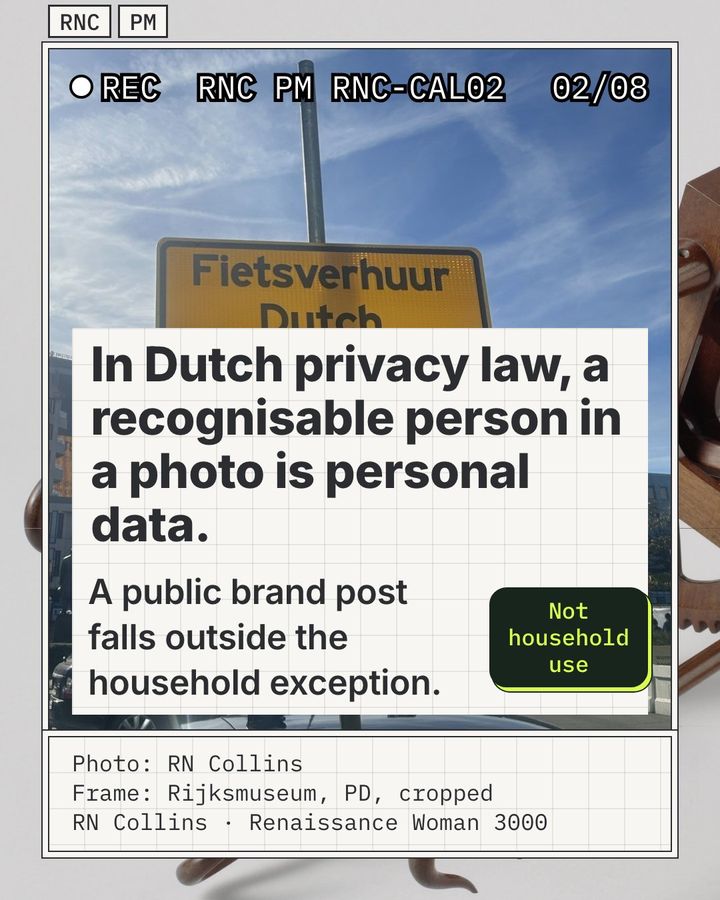 RNC PM
REC RNC PM RNC-CAL02 02/08
Fietsverhuur
Dutch
In Dutch privacy law, a
recognisable person in
a photo is personal
data.
A public brand post
falls outside the
household exception.
Not
household
use
Photo: RN Collins
Frame: Rijksmuseum, PD, cropped
RN Collins · Renaissance Woman 3000